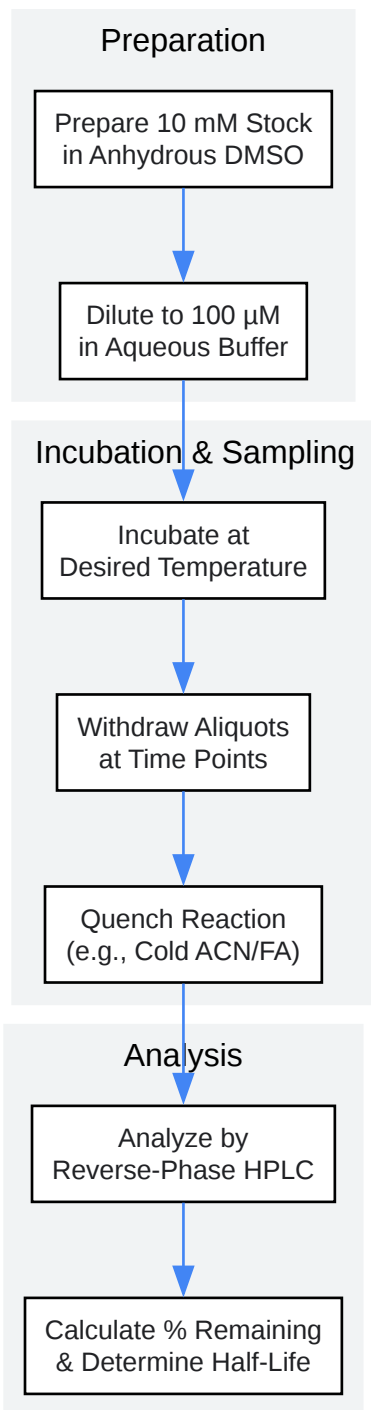 Preparation
Prepare 10 mM Stock
in Anhydrous DMSO
Dilute to 100 µM
in Aqueous Buffer
Incubation & Sampling
Incubate at
Desired Temperature
Withdraw Aliquots
at Time Points
Quench Reaction
(e.g., Cold ACN/FA)
Analysis
Analyze by
Reverse-Phase HPLC
Calculate % Remaining
& Determine Half-Life